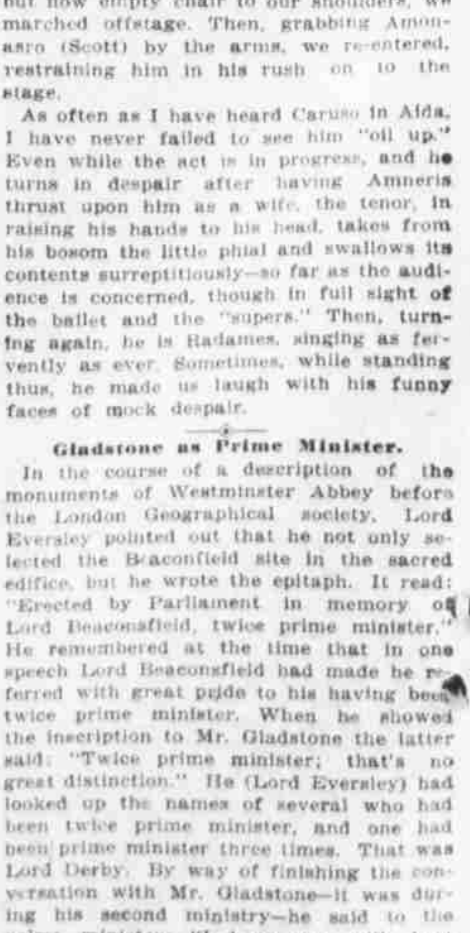 but now empty chair to our shoulders, we
marched offstage. Then, grabbing Amon-
asro (Scott) by the arms, we re-entered,
restraining him in his rush on to the
stage.
As often as I have heard Caruso in Aida,
I have never failed to see him "oil up."
Even while the act is in progress, and he
turns in despair after having Amneris
thrust upon him as a wife, the tenor, in
raising his hands to his head, takes from
his bosom the little phial and swallows its
contents surreptitiously—so far as the audi-
ence is concerned, though in full sight of
the ballet and the "supers." Then, turn-
ing again, he is Radames, singing as fer-
vently as ever. Sometimes, while standing
thus, he made us laugh with his funny
faces of mock despair.
Gladstone as Prime Minister.
In the course of a description of the
monuments of Westminster Abbey before
the London Geographical society, Lord
Eversley pointed out that he not only se-
lected the Beaconfield site in the sacred
edifice, but he wrote the epitaph. It read:
"Erected by Parliament in memory of
Lord Beaconsfield, twice prime minister."
He remembered at the time that in one
speech Lord Beaconsfield had made he re-
ferred with great pride to his having been
twice prime minister. When he showed
the inscription to Mr. Gladstone the latter
said: "Twice prime minister; that's no
great distinction." He (Lord Eversley) had
looked up the names of several who had
been twice prime minister, and one had
been prime minister three times. That was
Lord Derby. By way of finishing the con-
versation with Mr. Gladstone—it was dur-
ing his second ministry—he said to the